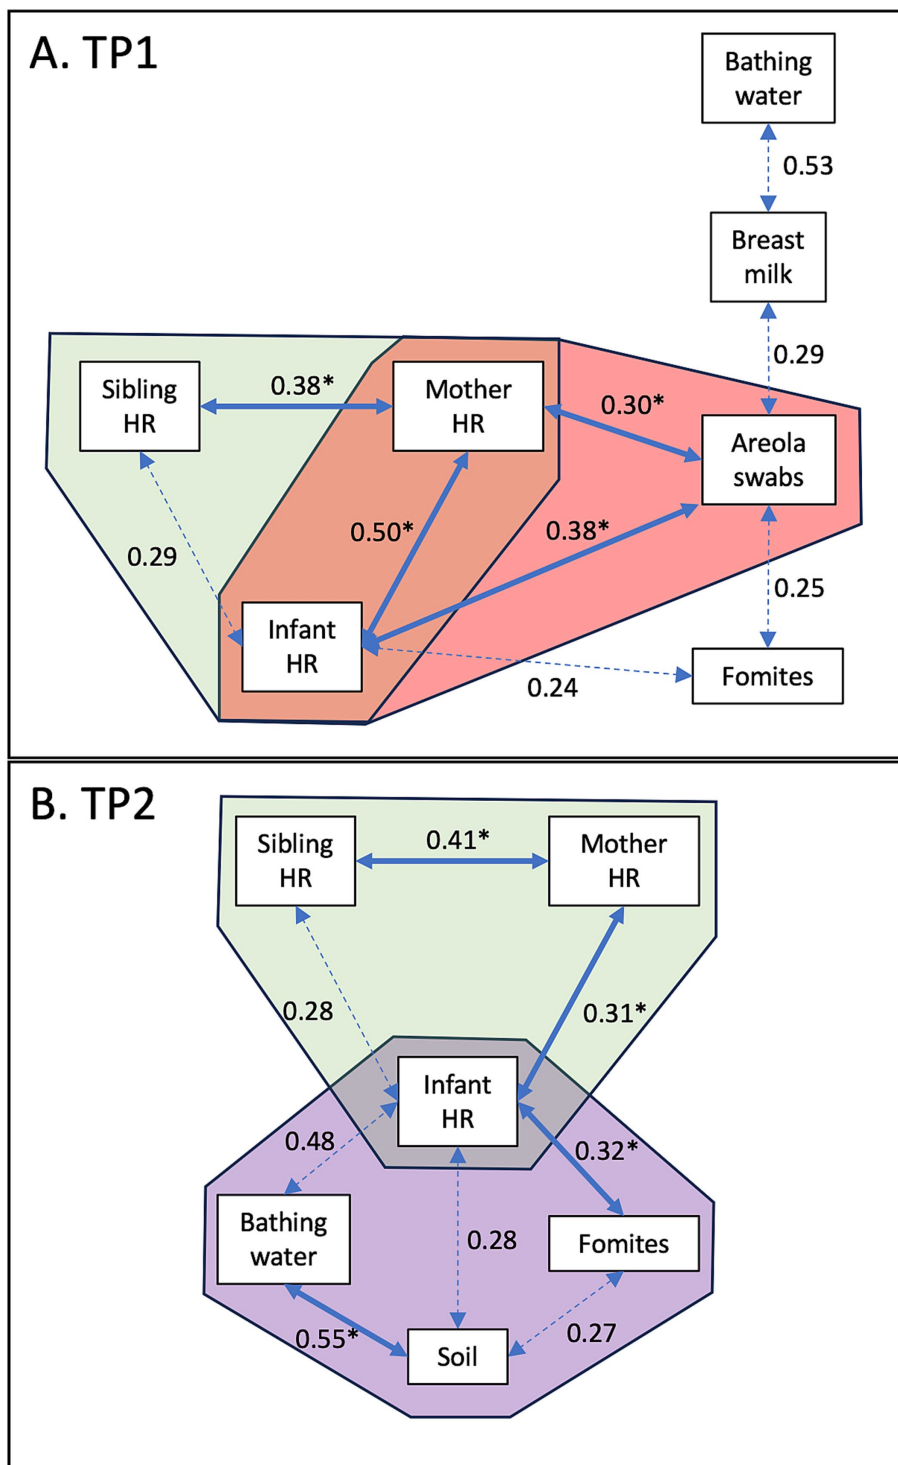 A. TP1
Bathing
water
0.53
Breast
milk
0.29
Sibling
HR
0.38*
Mother
HR
0.30*
Areola
swabs
0.50*
0.38*
0.29
0.25
Infant
HR
0.24
Fomites
B. TP2
Sibling
HR
0.41*
Mother
HR
0.28
0.31*
Infant
HR
0.48
0.32*
Bathing
water
0.28
Fomites
0.55*
0.27
Soil